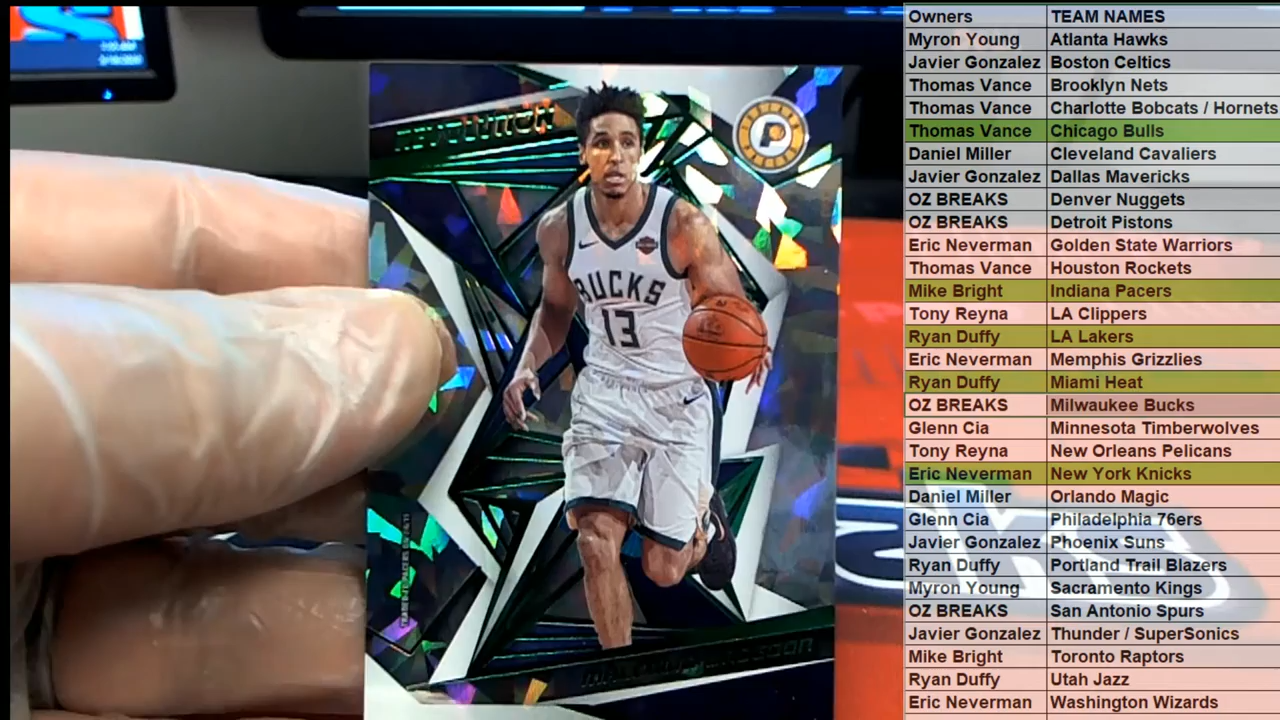 REVOLUTION
PACERS
BUCKS
13
Owners TEAM NAMES
Myron Young Atlanta Hawks
Javier Gonzalez Boston Celtics
Thomas Vance Brooklyn Nets
Thomas Vance Charlotte Bobcats / Hornets
Thomas Vance Chicago Bulls
Daniel Miller Cleveland Cavaliers
Javier Gonzalez Dallas Mavericks
OZ BREAKS Denver Nuggets
OZ BREAKS Detroit Pistons
Eric Neverman Golden State Warriors
Thomas Vance Houston Rockets
Mike Bright Indiana Pacers
Tony Reyna LA Clippers
Ryan Duffy LA Lakers
Eric Neverman Memphis Grizzlies
Ryan Duffy Miami Heat
OZ BREAKS Milwaukee Bucks
Glenn Cia Minnesota Timberwolves
Tony Reyna New Orleans Pelicans
Eric Neverman New York Knicks
Daniel Miller Orlando Magic
Glenn Cia Philadelphia 76ers
Javier Gonzalez Phoenix Suns
Ryan Duffy Portland Trail Blazers
Myron Young Sacramento Kings
OZ BREAKS San Antonio Spurs
Javier Gonzalez Thunder / SuperSonics
Mike Bright Toronto Raptors
Ryan Duffy Utah Jazz
Eric Neverman Washington Wizards